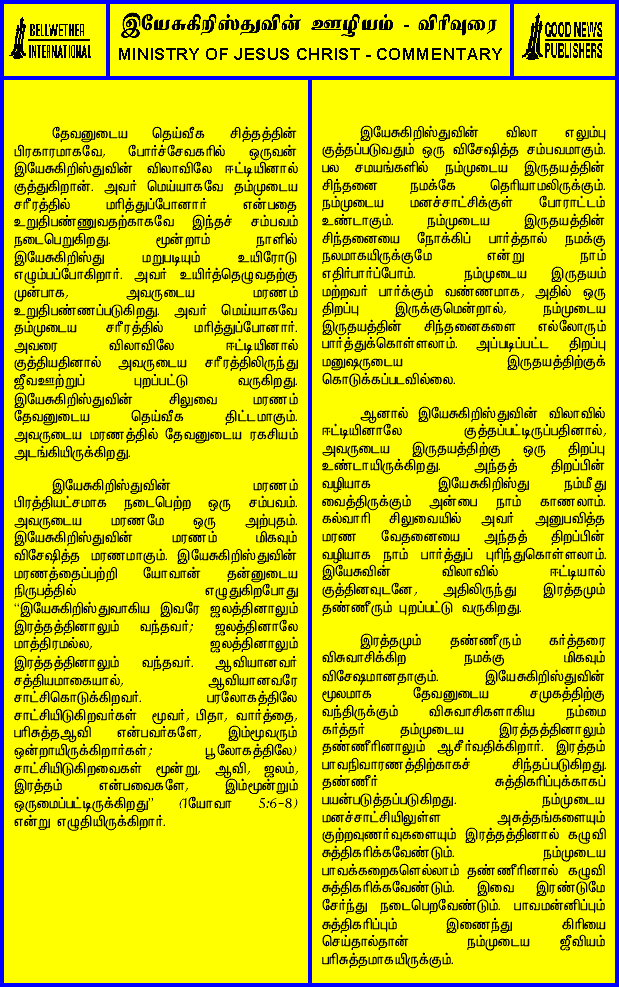 BELLWETHER
INTERNATIONAL
இயேசுகிறிஸ்துவின் ஊழியம் - விரிவுரை
MINISTRY OF JESUS CHRIST - COMMENTARY
GOOD NEWS
PUBLISHERS
தேவனுடைய தெய்வீக சித்தத்தின்
பிரகாரமாகவே, போர்ச்சேவகரில் ஒருவன்
இயேசுகிறிஸ்துவின் விலாவிலே ஈட்டியினால்
குத்துகிறான். அவர் மெய்யாகவே தம்முடைய
சரீரத்தில் மரித்துப்போனார் என்பதை
உறுதிபண்ணுவதற்காகவே இந்தச் சம்பவம்
நடைபெறுகிறது. மூன்றாம் நாளில்
இயேசுகிறிஸ்து மறுபடியும் உயிரோடு
எழும்பப்போகிறார். அவர் உயிர்த்தெழுவதற்கு
முன்பாக, அவருடைய மரணம்
உறுதிபண்ணப்படுகிறது. அவர் மெய்யாகவே
தம்முடைய சரீரத்தில் மரித்துப்போனார்.
அவரை விலாவிலே ஈட்டியினால்
குத்தியதினால் அவருடைய சரீரத்திலிருந்து
ஜீவஊற்றுப் புறப்பட்டு வருகிறது.
இயேசுகிறிஸ்துவின் சிலுவை மரணம்
தேவனுடைய தெய்வீக திட்டமாகும்.
அவருடைய மரணத்தில் தேவனுடைய ரகசியம்
அடங்கியிருக்கிறது.
இயேசுகிறிஸ்துவின் மரணம்
பிரத்தியட்சமாக நடைபெற்ற ஒரு சம்பவம்.
அவருடைய மரணமே ஒரு அற்புதம்.
இயேசுகிறிஸ்துவின் மரணம் மிகவும்
விசேஷித்த மரணமாகும். இயேசுகிறிஸ்துவின்
மரணத்தைப்பற்றி யோவான் தன்னுடைய
நிருபத்தில் எழுதுகிறபோது
"இயேசுகிறிஸ்துவாகிய இவரே ஜலத்தினாலும்
இரத்தத்தினாலும் வந்தவர்; ஜலத்தினாலே
மாத்திரமல்ல, ஜலத்தினாலும்
இரத்தத்தினாலும் வந்தவர். ஆவியானவர்
சத்தியமாகையால், ஆவியானவரே
சாட்சிகொடுக்கிறவர். பரலோகத்திலே
சாட்சியிடுகிறவர்கள் மூவர், பிதா, வார்த்தை,
பரிசுத்தஆவி என்பவர்களே, இம்மூவரும்
ஒன்றாயிருக்கிறார்கள்; பூலோகத்திலே)
சாட்சியிடுகிறவைகள் மூன்று, ஆவி, ஜலம்,
இரத்தம் என்பவைகளே, இம்மூன்றும்
ஒருமைப்பட்டிருக்கிறது" (1யோவா 5:6-8)
என்று எழுதியிருக்கிறார்.
இயேசுகிறிஸ்துவின் விலா எலும்பு
குத்தப்படுவதும் ஒரு விசேஷித்த சம்பவமாகும்.
பல சமயங்களில் நம்முடைய இருதயத்தின்
சிந்தனை நமக்கே தெரியாமலிருக்கும்.
நம்முடைய மனச்சாட்சிக்குள் போராட்டம்
உண்டாகும். நம்முடைய இருதயத்தின்
சிந்தனையை நோக்கிப் பார்த்தால் நமக்கு
நலமாகயிருக்குமே என்று நாம்
எதிர்பார்ப்போம். நம்முடைய இருதயம்
மற்றவர் பார்க்கும் வண்ணமாக, அதில் ஒரு
திறப்பு இருக்குமென்றால், நம்முடைய
இருதயத்தின் சிந்தனைகளை எல்லோரும்
பார்த்துக்கொள்ளலாம். அப்படிப்பட்ட திறப்பு
மனுஷருடைய இருதயத்திற்குக்
கொடுக்கப்படவில்லை.
ஆனால் இயேசுகிறிஸ்துவின் விலாவில்
ஈட்டியினாலே குத்தப்பட்டிருப்பதினால்,
அவருடைய இருதயத்திற்கு ஒரு திறப்பு
உண்டாயிருக்கிறது. அந்தத் திறப்பின்
வழியாக இயேசுகிறிஸ்து நம்மீது
வைத்திருக்கும் அன்பை நாம் காணலாம்.
கல்வாரி சிலுவையில் அவர் அனுபவித்த
மரண வேதனையை அந்தத் திறப்பின்
வழியாக நாம் பார்த்துப் புரிந்துகொள்ளலாம்.
இயேசுவின் விலாவில் ஈட்டியால்
குத்தினவுடனே, அதிலிருந்து இரத்தமும்
தண்ணீரும் புறப்பட்டு வருகிறது.
இரத்தமும் தண்ணீரும் கர்த்தரை
விசுவாசிக்கிற நமக்கு மிகவும்
விசேஷமானதாகும். இயேசுகிறிஸ்துவின்
மூலமாக தேவனுடைய சமுகத்திற்கு
வந்திருக்கும் விசுவாசிகளாகிய நம்மை
கர்த்தர் தம்முடைய இரத்தத்தினாலும்
தண்ணீரினாலும் ஆசீர்வதிக்கிறார். இரத்தம்
பாவநிவாரணத்திற்காகச் சிந்தப்படுகிறது.
தண்ணீர் சுத்திகரிப்புக்காகப்
பயன்படுத்தப்படுகிறது. நம்முடைய
மனச்சாட்சியிலுள்ள அசுத்தங்களையும்
குற்றவுணர்வுகளையும் இரத்தத்தினால் கழுவி
சுத்திகரிக்கவேண்டும். நம்முடைய
பாவக்கறைகளெல்லாம் தண்ணீரினால் கழுவி
சுத்திகரிக்கவேண்டும். இவை இரண்டுமே
சேர்ந்து நடைபெறவேண்டும். பாவமன்னிப்பும்
சுத்திகரிப்பும் இணைந்து கிரியை
செய்தால்தான் நம்முடைய ஜீவியம்
பரிசுத்தமாகயிருக்கும்.